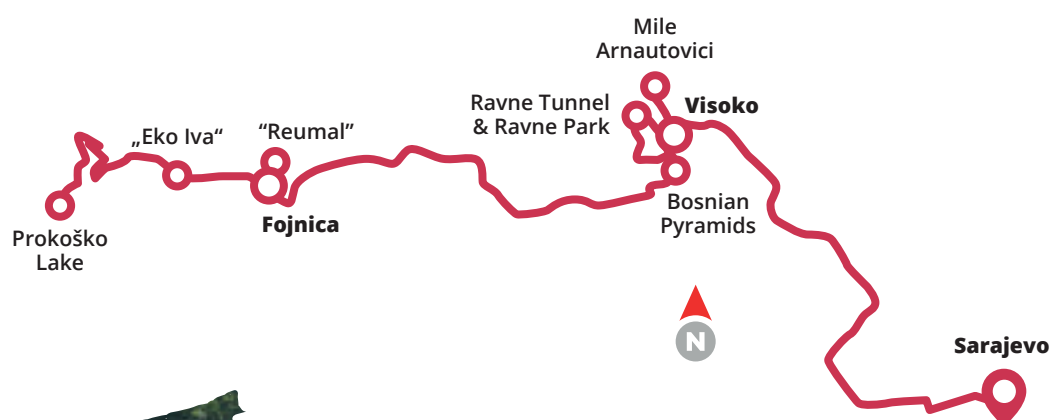 Mile
Arnautovici
Ravne Tunnel
& Ravne Park
Visoko
„Eko Iva“
“Reumal”
Fojnica
Bosnian
Pyramids
Prokoško
Lake
N
Sarajevo